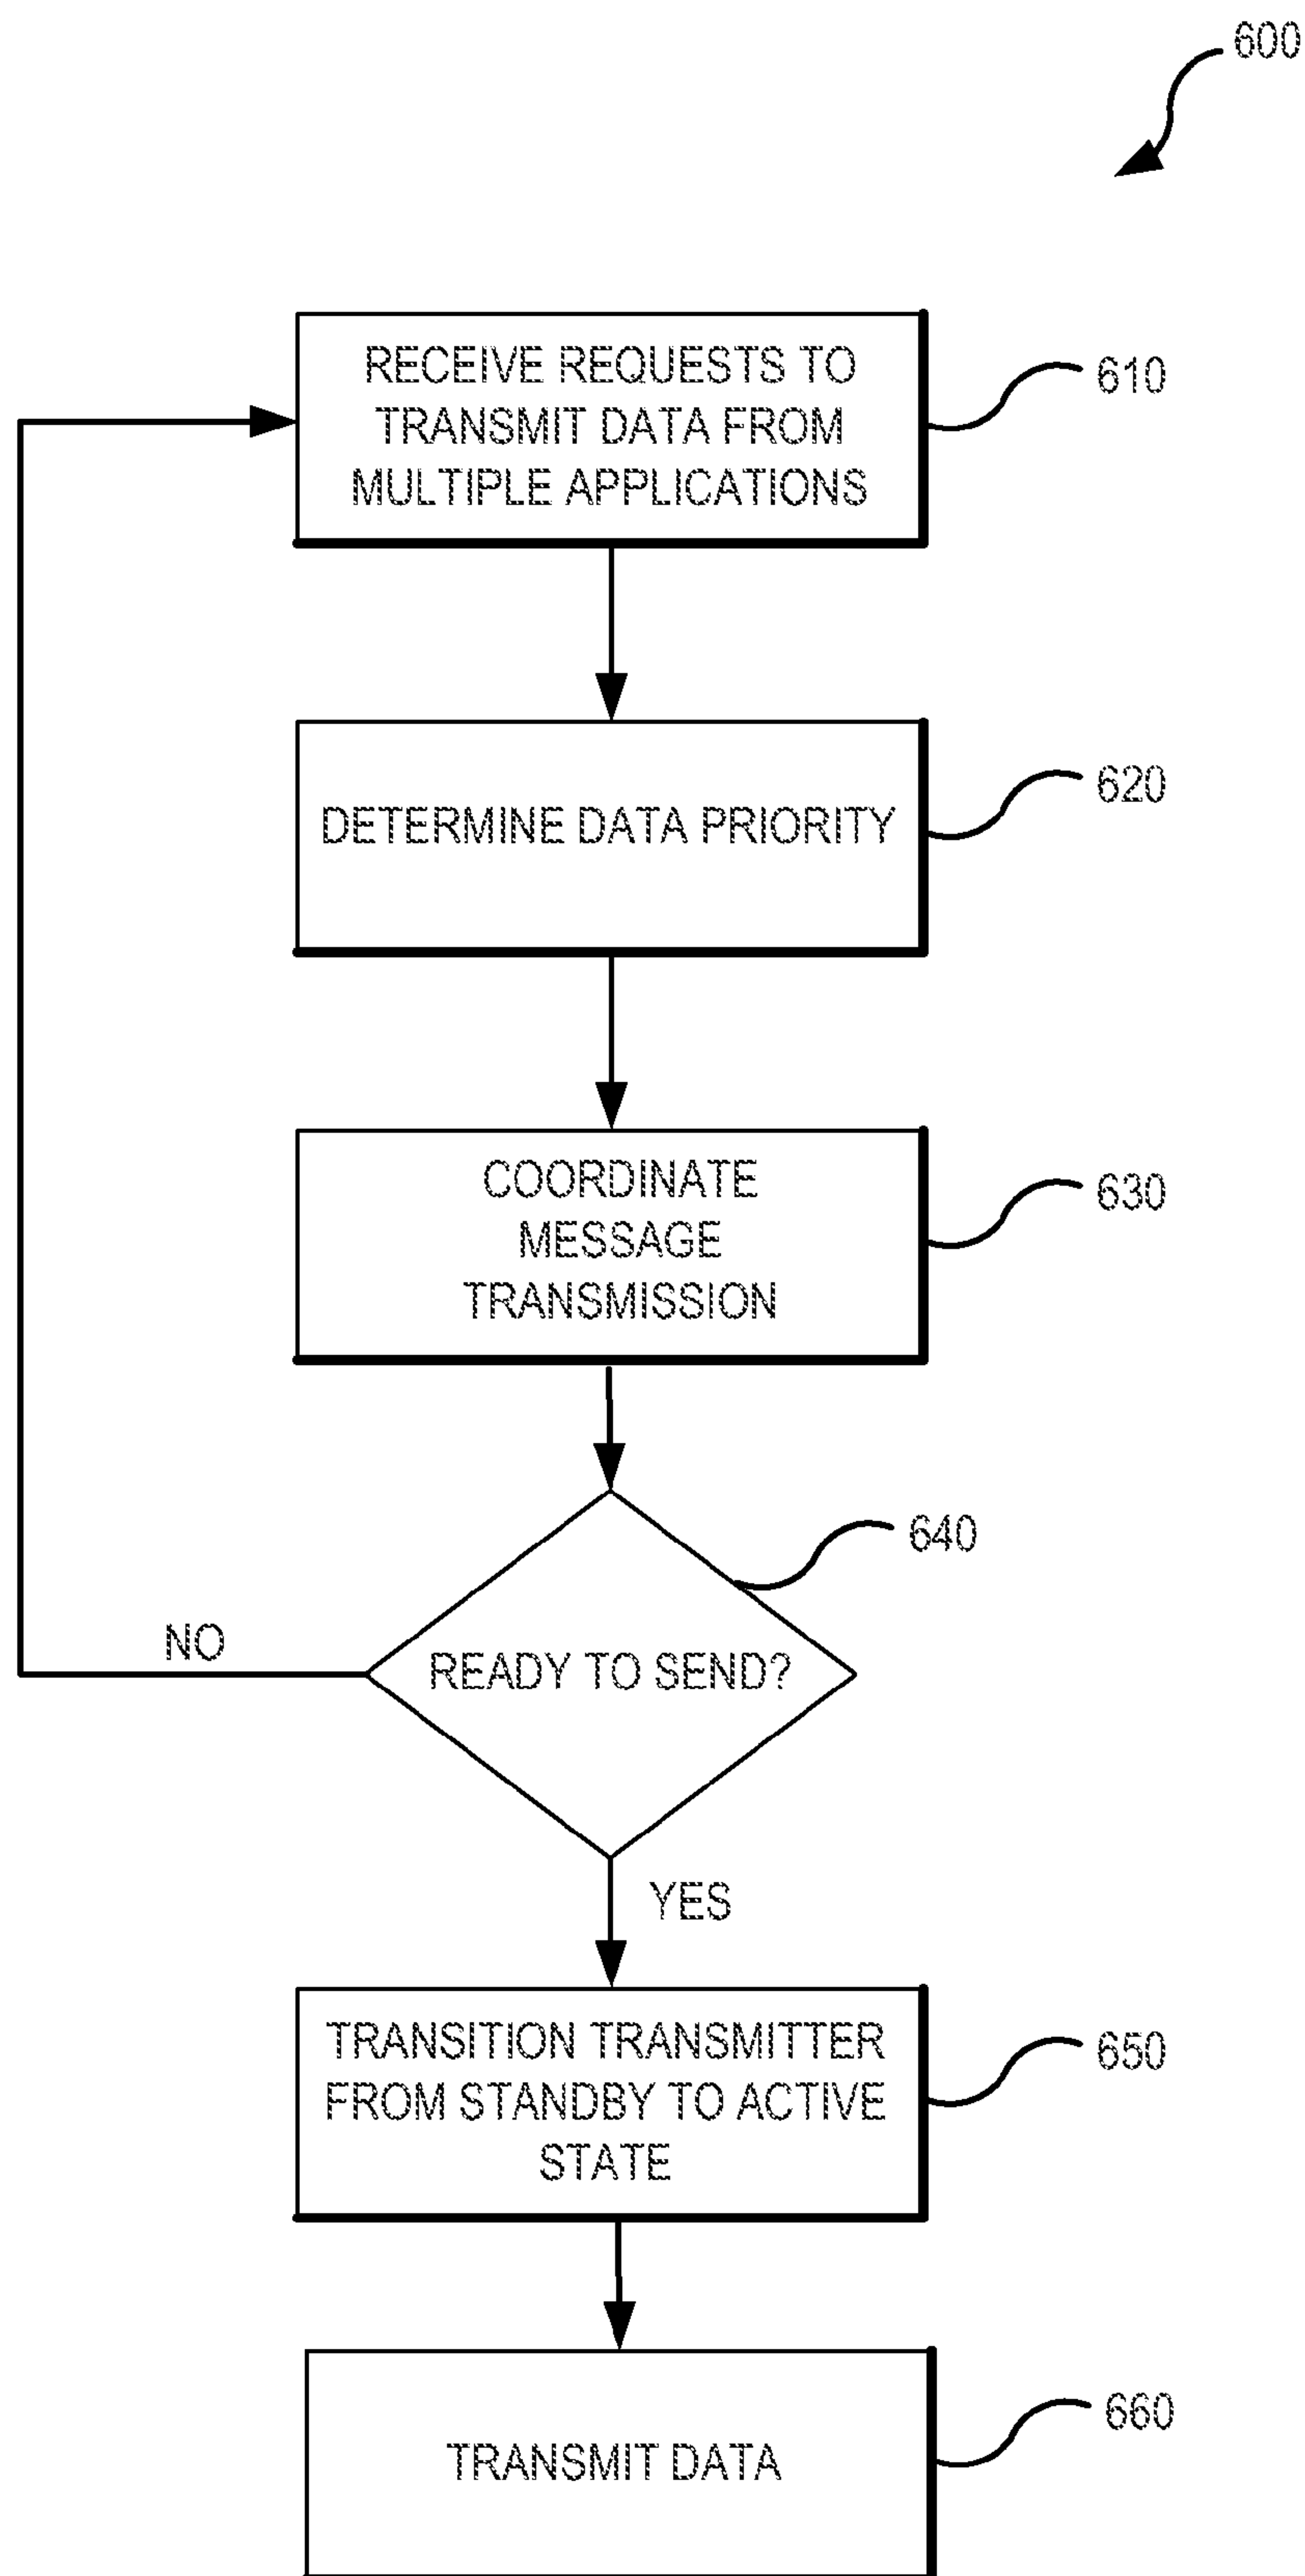 600
RECEIVE REQUESTS TO
TRANSMIT DATA FROM
MULTIPLE APPLICATIONS
610
DETERMINE DATA PRIORITY
620
COORDINATE
MESSAGE
TRANSMISSION
630
640
READY TO SEND?
NO
YES
TRANSITION TRANSMITTER
FROM STANDBY TO ACTIVE
STATE
650
TRANSMIT DATA
660